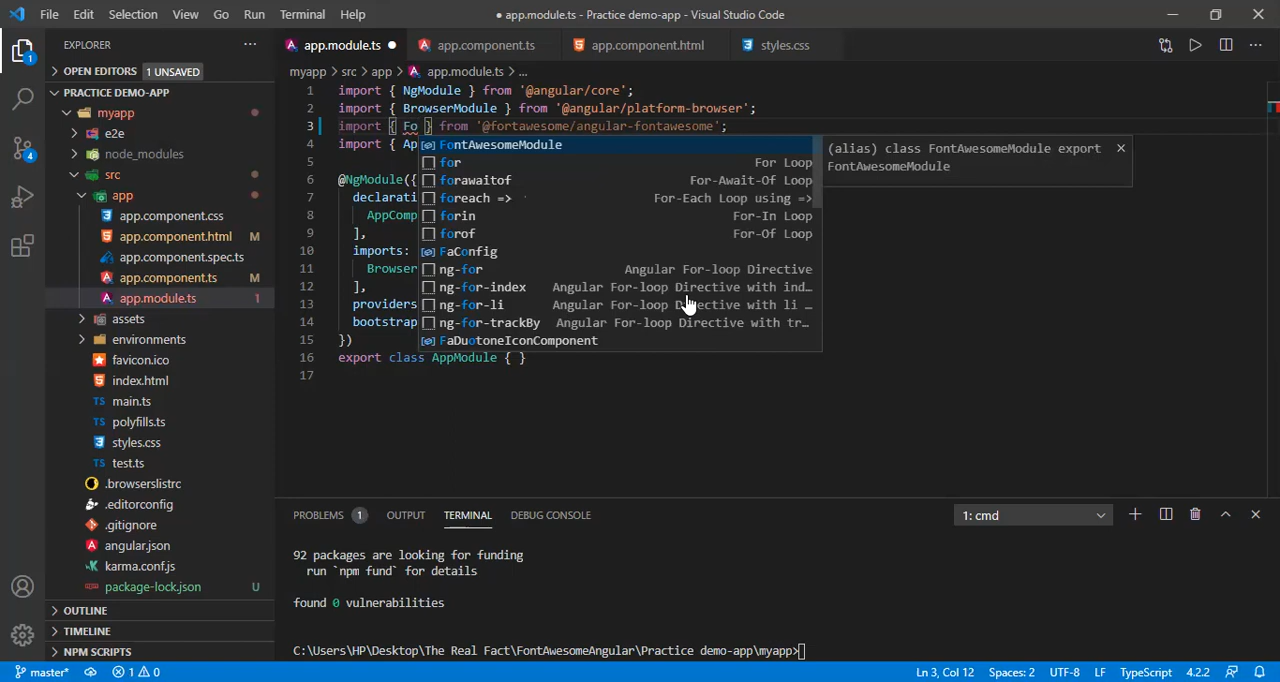 File Edit Selection View Go Run Terminal Help
● app.module.ts - Practice demo-app - Visual Studio Code
EXPLORER
app.module.ts ●
app.component.ts
app.component.html
styles.css
OPEN EDITORS 1 UNSAVED
myapp > src > app > app.module.ts > ...
PRACTICE DEMO-APP
myapp
e2e
node_modules
src
app
app.component.css
app.component.html M
app.component.spec.ts
app.component.ts M
app.module.ts 1
assets
environments
favicon.ico
index.html
main.ts
polyfills.ts
styles.css
test.ts
.browserslistrc
.editorconfig
.gitignore
angular.json
karma.conf.js
package-lock.json U
OUTLINE
TIMELINE
NPM SCRIPTS
1 import { NgModule } from '@angular/core';
2 import { BrowserModule } from '@angular/platform-browser';
3 import { Fo } from '@fortawesome/angular-fontawesome';
4 import { Ap
5
6 @NgModule({
7 declarati
8 AppComp
9 ],
10 imports:
11 Browser
12 ],
13 providers
14 bootstrap
15 })
16 export class AppModule { }
17
FontAwesomeModule
for For Loop
forawaitof For-Await-Of Loop
foreach => For-Each Loop using =>
forin For-In Loop
forof For-Of Loop
FaConfig
ng-for Angular For-loop Directive
ng-for-index Angular For-loop Directive with ind…
ng-for-li Angular For-loop Directive with li …
ng-for-trackBy Angular For-loop Directive with tr…
FaDuotoneIconComponent
(alias) class FontAwesomeModule export
FontAwesomeModule
PROBLEMS 1 OUTPUT TERMINAL DEBUG CONSOLE
1: cmd
92 packages are looking for funding
run `npm fund` for details
found 0 vulnerabilities
C:\Users\HP\Desktop\The Real Fact\FontAwesomeAngular\Practice demo-app\myapp>
1
4
master* 1 0
Ln 3, Col 12 Spaces: 2 UTF-8 LF TypeScript 4.2.2